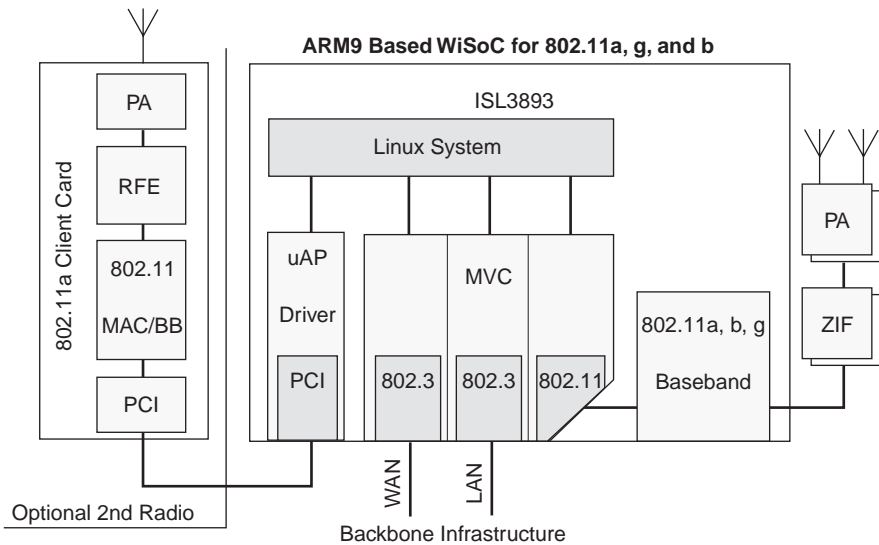 ARM9 Based WiSoC for 802.11a, g, and b
802.11a Client Card
PA
RFE
802.11
MAC/BB
PCI
Optional 2nd Radio
ISL3893
Linux System
uAP
Driver
PCI
MVC
802.3
802.3
802.11
802.11a, b, g
Baseband
PA
ZIF
WAN
LAN
Backbone Infrastructure